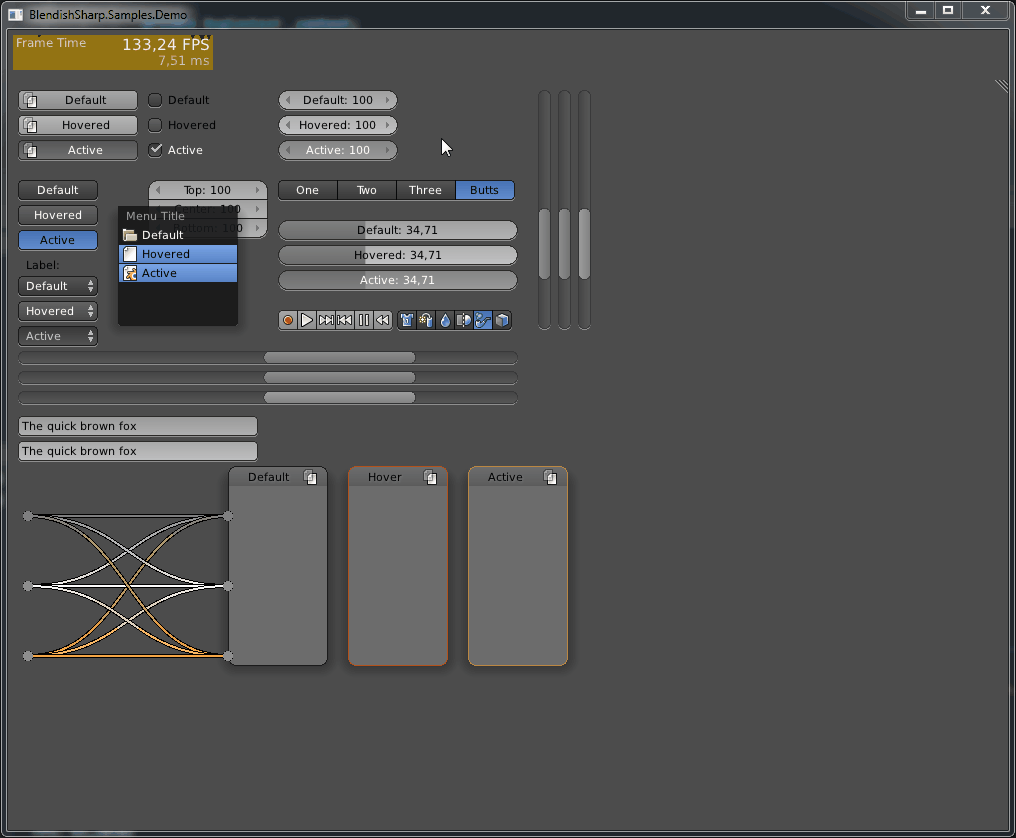 BlendishSharp.Samples.Demo
Frame Time 133,24 FPS
7,51 ms
Default Default Default: 100
Hovered Hovered Hovered: 100
Active Active Active: 100
Default Top: 100 One Two Three Butts
Hovered Center: 100
Bottom: 100
Active
Menu Title
Default
Hovered
Active
Default: 34,71
Hovered: 34,71
Active: 34,71
Label:
Default
Hovered
Active
The quick brown fox
The quick brown fox
Default Hover Active